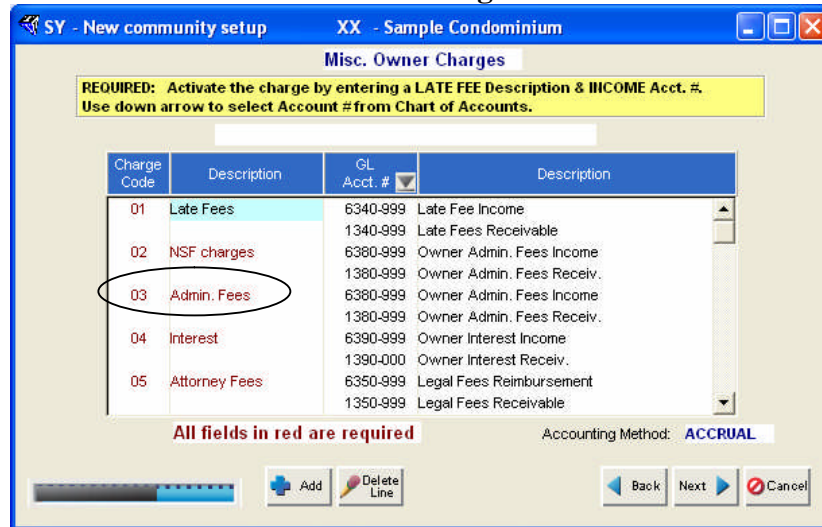 SY - New community setup XX - Sample Condominium
Misc. Owner Charges
REQUIRED: Activate the charge by entering a LATE FEE Description & INCOME Acct. #.
Use down arrow to select Account # from Chart of Accounts.
Charge Code Description GL Acct. # Description
01 Late Fees 6340-999 Late Fee Income
1340-999 Late Fees Receivable
02 NSF charges 6380-999 Owner Admin. Fees Income
1380-999 Owner Admin. Fees Receiv.
03 Admin. Fees 6380-999 Owner Admin. Fees Income
1380-999 Owner Admin. Fees Receiv.
04 Interest 6390-999 Owner Interest Income
1390-000 Owner Interest Receiv.
05 Attorney Fees 6350-999 Legal Fees Reimbursement
1350-999 Legal Fees Receivable
All fields in red are required Accounting Method: ACCRUAL
Add Delete Line Back Next Cancel